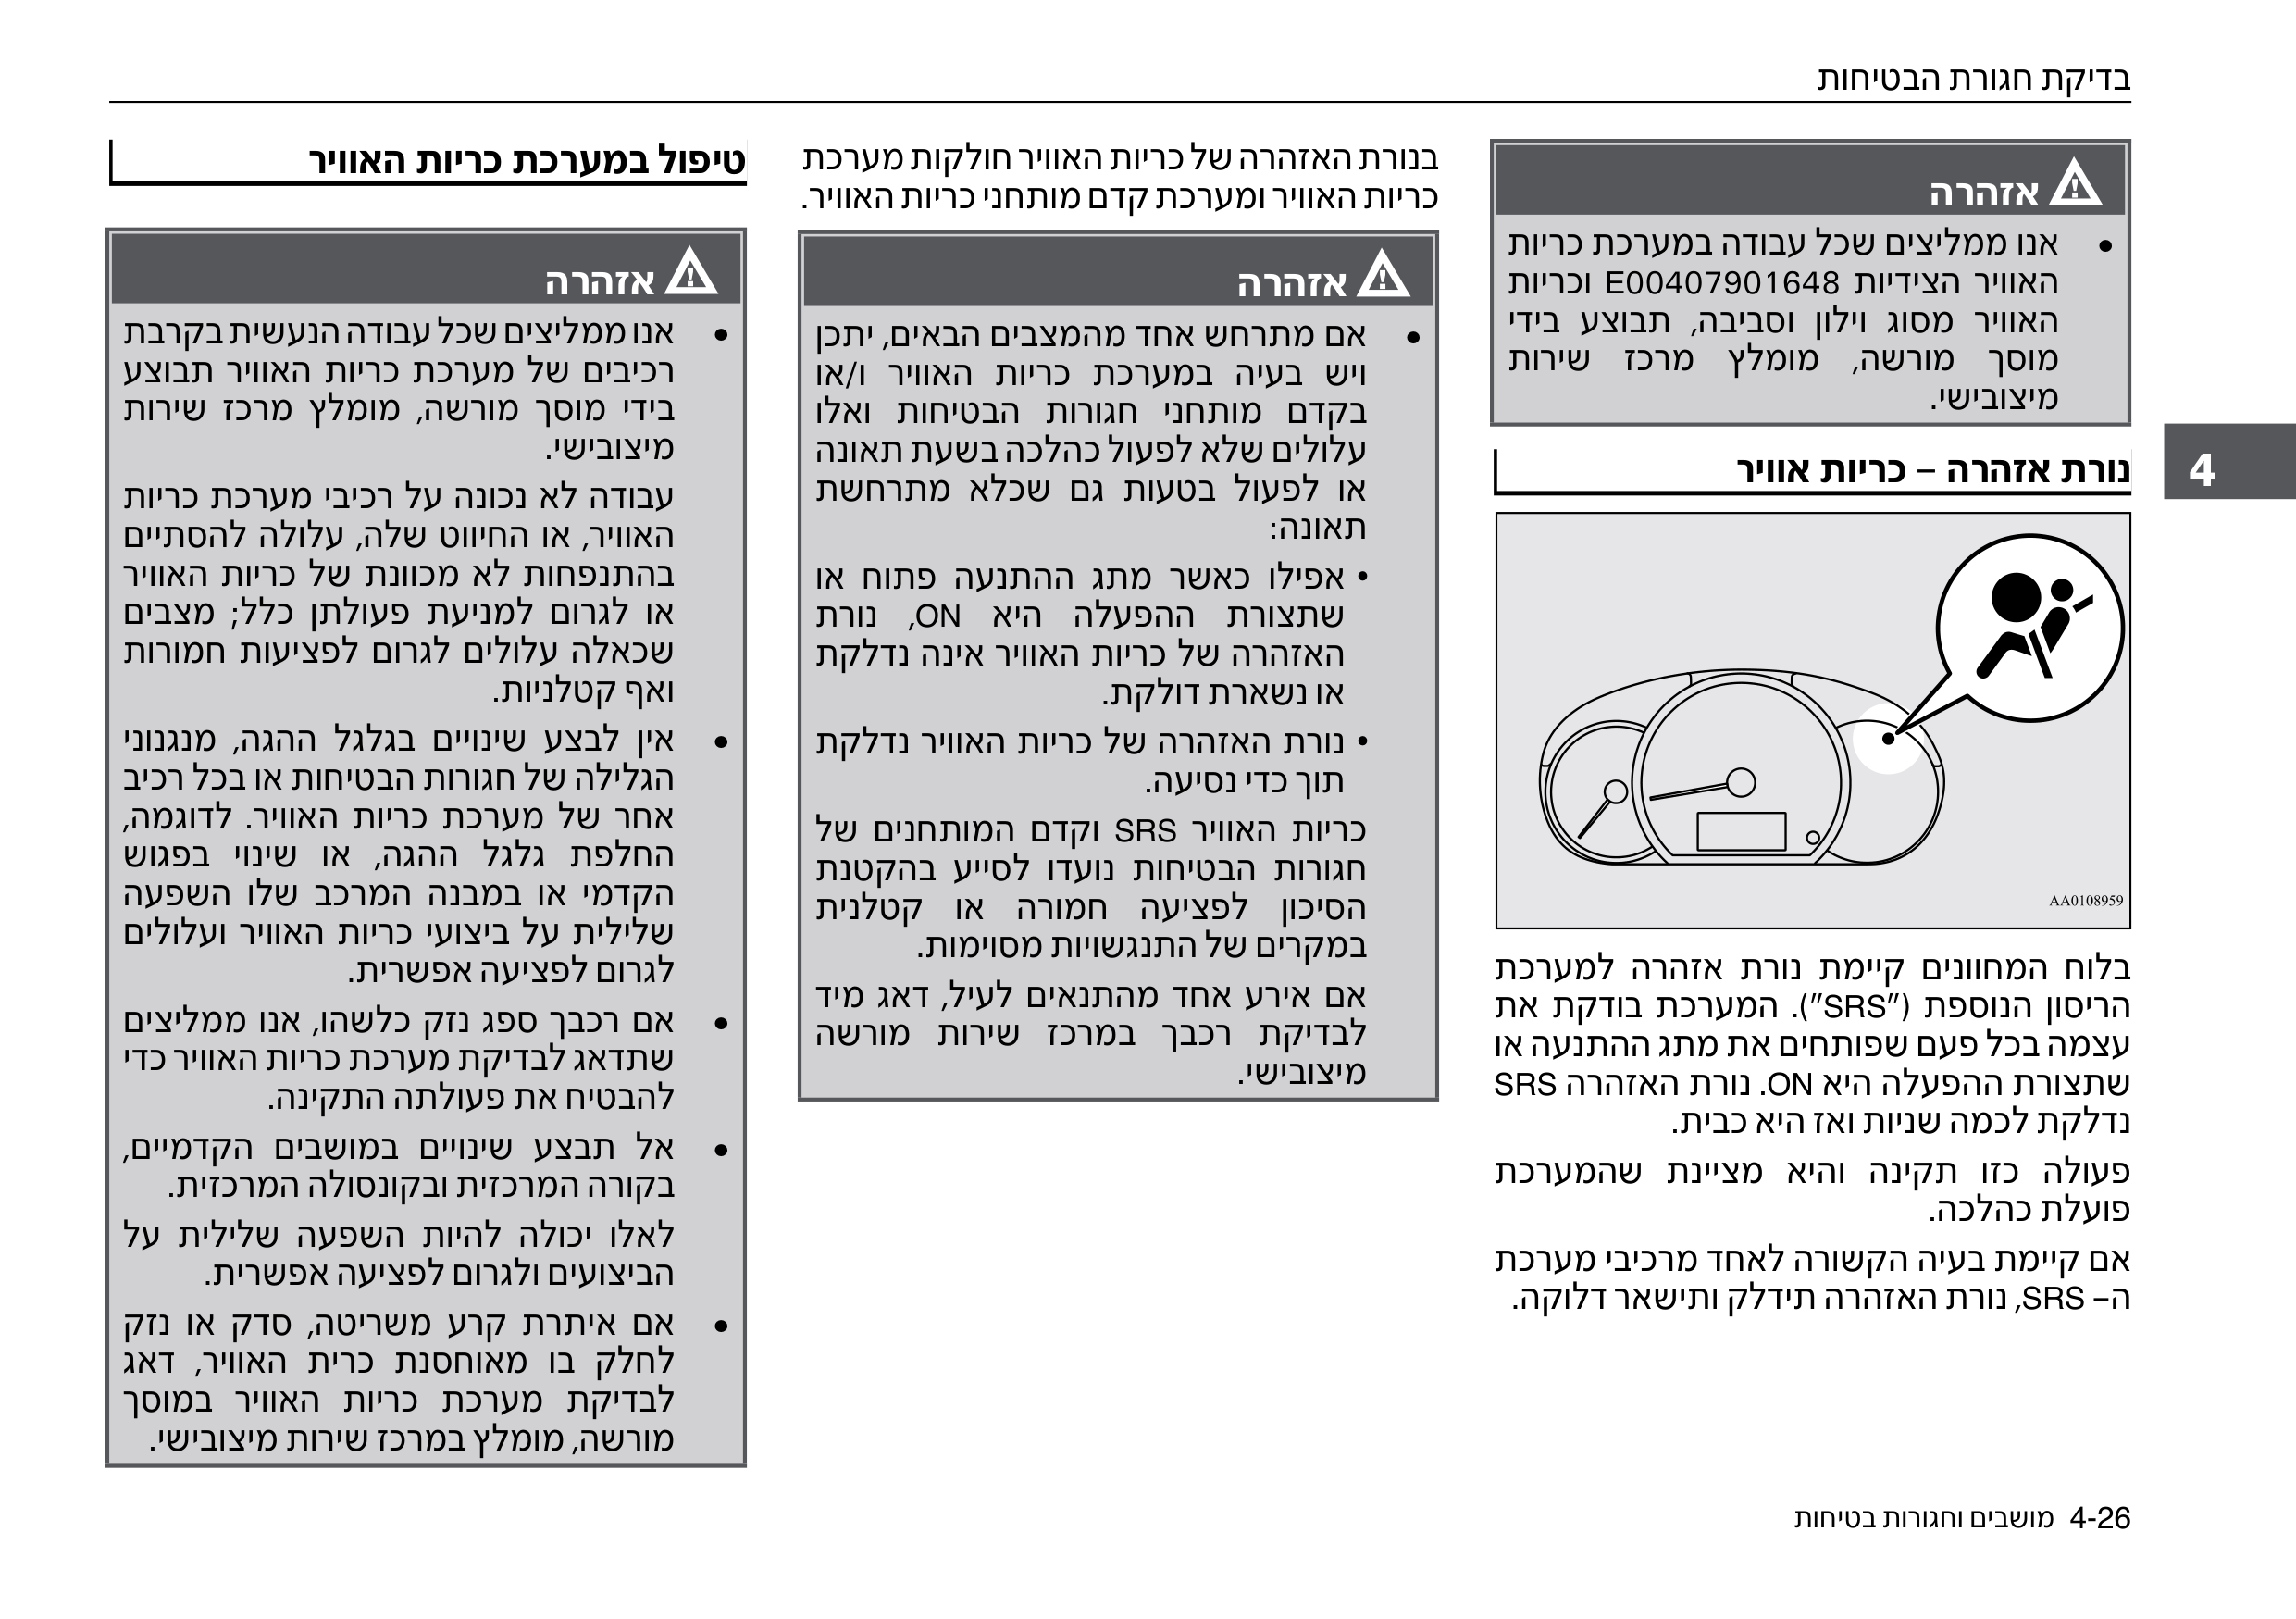 בדיקת חגורת הבטיחות
אזהרה
• אנו ממליצים שכל עבודה במערכת כריות
האוויר הצידיות E00407901648 וכריות
האוויר מסוג וילון וסביבה, תבוצע בידי
מוסך מורשה, מומלץ מרכז שירות
מיצובישי.
4
נורת אזהרה – כריות אוויר
AA0108959
בלוח המחוונים קיימת נורת אזהרה למערכת
הריסון הנוספת ("SRS"). המערכת בודקת את
עצמה בכל פעם שפותחים את מתג ההתנעה או
שתצורת ההפעלה היא ON. נורת האזהרה SRS
נדלקת לכמה שניות ואז היא כבית.
פעולה כזו תקינה והיא מציינת שהמערכת
פועלת כהלכה.
אם קיימת בעיה הקשורה לאחד מרכיבי מערכת
ה– SRS, נורת האזהרה תידלק ותישאר דלוקה.
בנורת האזהרה של כריות האוויר חולקות מערכת
כריות האוויר ומערכת קדם מותחני כריות האוויר.
אזהרה
• אם מתרחש אחד מהמצבים הבאים, יתכן
ויש בעיה במערכת כריות האוויר ו/או
בקדם מותחני חגורות הבטיחות ואלו
עלולים שלא לפעול כהלכה בשעת תאונה
או לפעול בטעות גם שכלא מתרחשת
תאונה:
• אפילו כאשר מתג ההתנעה פתוח או
שתצורת ההפעלה היא ON, נורת
האזהרה של כריות האוויר אינה נדלקת
או נשארת דולקת.
• נורת האזהרה של כריות האוויר נדלקת
תוך כדי נסיעה.
כריות האוויר SRS וקדם המותחנים של
חגורות הבטיחות נועדו לסייע בהקטנת
הסיכון לפציעה חמורה או קטלנית
במקרים של התנגשויות מסוימות.
אם אירע אחד מהתנאים לעיל, דאג מיד
לבדיקת רכבך במרכז שירות מורשה
מיצובישי.
טיפול במערכת כריות האוויר
אזהרה
• אנו ממליצים שכל עבודה הנעשית בקרבת
רכיבים של מערכת כריות האוויר תבוצע
בידי מוסך מורשה, מומלץ מרכז שירות
מיצובישי.
עבודה לא נכונה על רכיבי מערכת כריות
האוויר, או החיווט שלה, עלולה להסתיים
בהתנפחות לא מכוונת של כריות האוויר
או לגרום למניעת פעולתן כלל; מצבים
שכאלה עלולים לגרום לפציעות חמורות
ואף קטלניות.
• אין לבצע שינויים בגלגל ההגה, מנגנוני
הגלילה של חגורות הבטיחות או בכל רכיב
אחר של מערכת כריות האוויר. לדוגמה,
החלפת גלגל ההגה, או שינוי בפגוש
הקדמי או במבנה המרכב שלו השפעה
שלילית על ביצועי כריות האוויר ועלולים
לגרום לפציעה אפשרית.
• אם רכבך ספג נזק כלשהו, אנו ממליצים
שתדאג לבדיקת מערכת כריות האוויר כדי
להבטיח את פעולתה התקינה.
• אל תבצע שינויים במושבים הקדמיים,
בקורה המרכזית ובקונסולה המרכזית.
לאלו יכולה להיות השפעה שלילית על
הביצועים ולגרום לפציעה אפשרית.
• אם איתרת קרע משריטה, סדק או נזק
לחלק בו מאוחסנת כרית האוויר, דאג
לבדיקת מערכת כריות האוויר במוסך
מורשה, מומלץ במרכז שירות מיצובישי.
4-26 מושבים וחגורות בטיחות